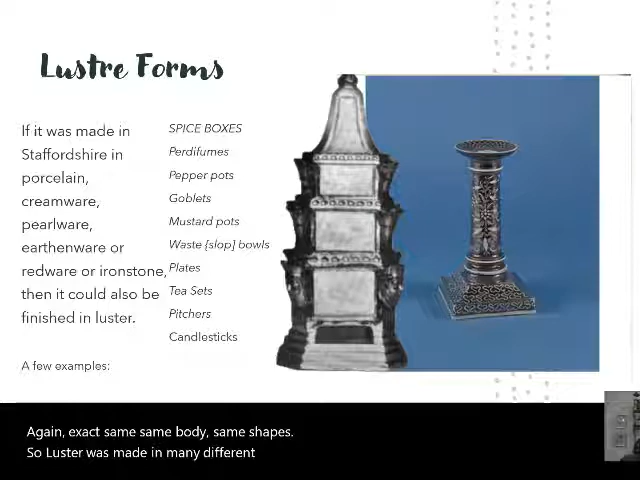 Lustre Forms
If it was made in
Staffordshire in
porcelain,
creamware,
pearlware,
earthenware or
redware or ironstone,
then it could also be
finished in luster.
A few examples:
SPICE BOXES
Perdifumes
Pepper pots
Goblets
Mustard pots
Waste {slop] bowls
Plates
Tea Sets
Pitchers
Candlesticks
Again, exact same same body, same shapes.
So Luster was made in many different